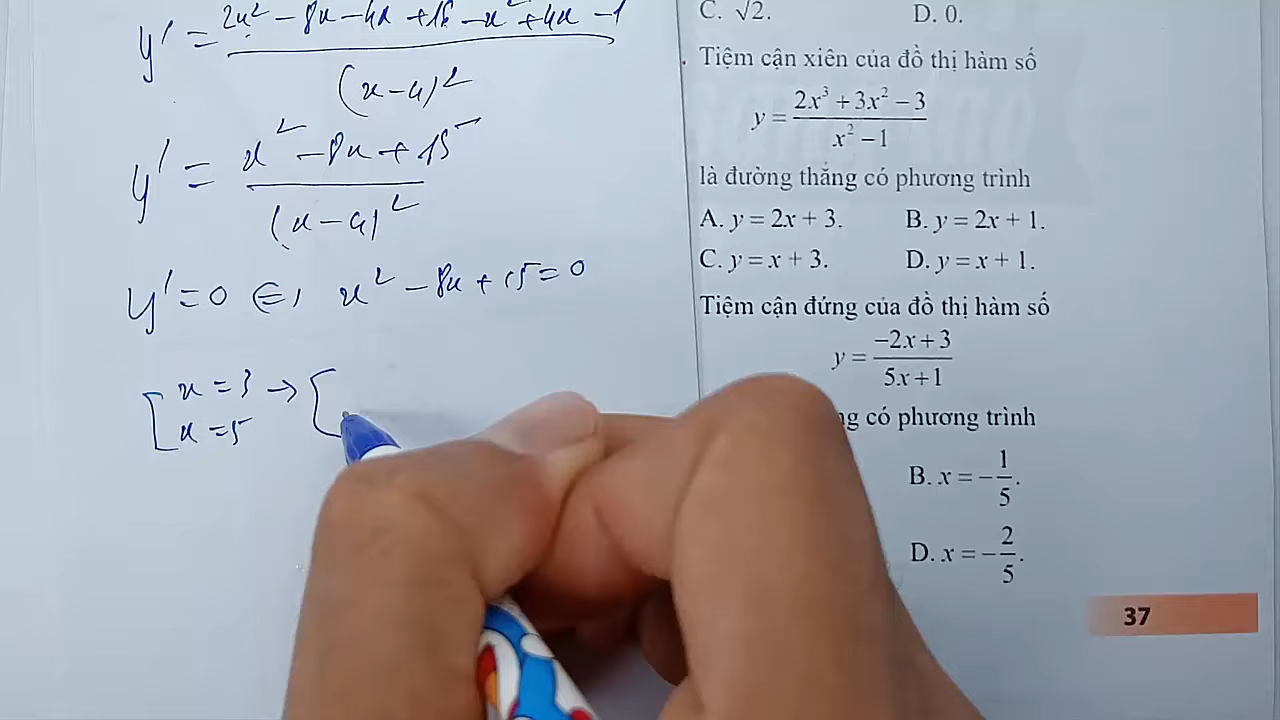 y' = 2x² - 8x - 4x + 16 - x² + 4x - 1
(x-4)²
y' = x² - 8x + 15
(x-4)²
y' = 0 ⇔ x² - 8x + 15 = 0
x = 3 →
x = 5
C. √2. D. 0.
Tiệm cận xiên của đồ thị hàm số
y = 2x³ + 3x² − 3
x² − 1
là đường thẳng có phương trình
A. y = 2x + 3. B. y = 2x + 1.
C. y = x + 3. D. y = x + 1.
Tiệm cận đứng của đồ thị hàm số
y = −2x + 3
5x + 1
có phương trình
B. x = −1/5.
D. x = −2/5.
37